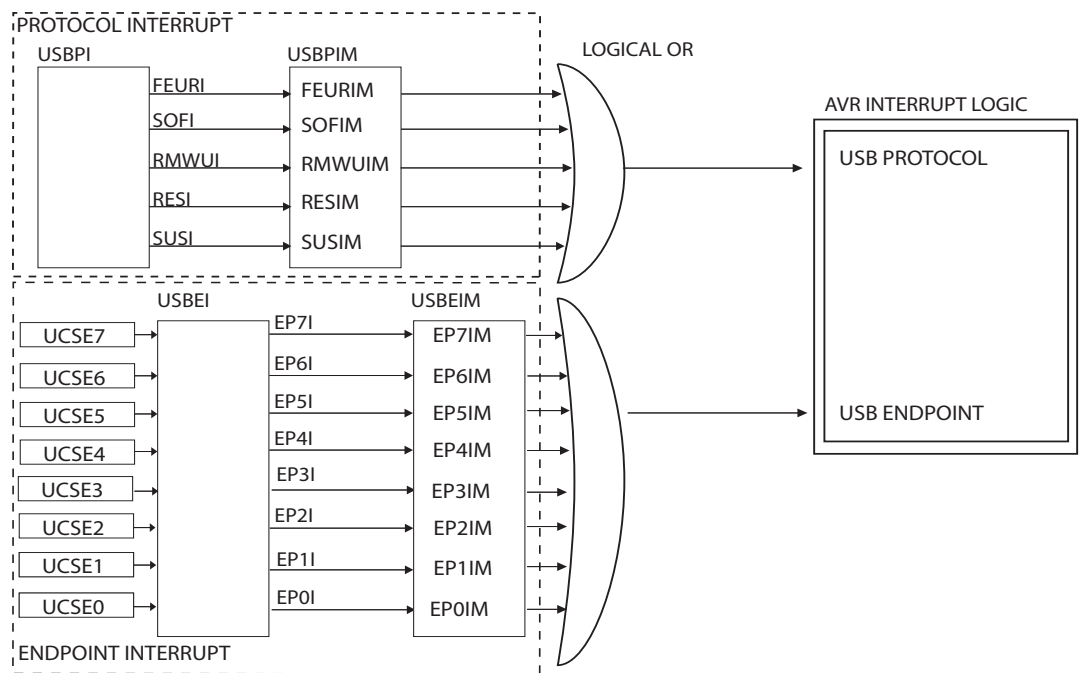 PROTOCOL INTERRUPT
USBPI
USBPIM
LOGICAL OR
FEURI
FEURIM
SOFI
SOFIM
RMWUI
RMWUIM
RESI
RESIM
SUSI
SUSIM
AVR INTERRUPT LOGIC
USB PROTOCOL
USB ENDPOINT
USBEI
USBEIM
UCSE7
EP7I
EP7IM
UCSE6
EP6I
EP6IM
UCSE5
EP5I
EP5IM
UCSE4
EP4I
EP4IM
UCSE3
EP3I
EP3IM
UCSE2
EP2I
EP2IM
UCSE1
EP1I
EP1IM
UCSE0
EP0I
EP0IM
ENDPOINT INTERRUPT